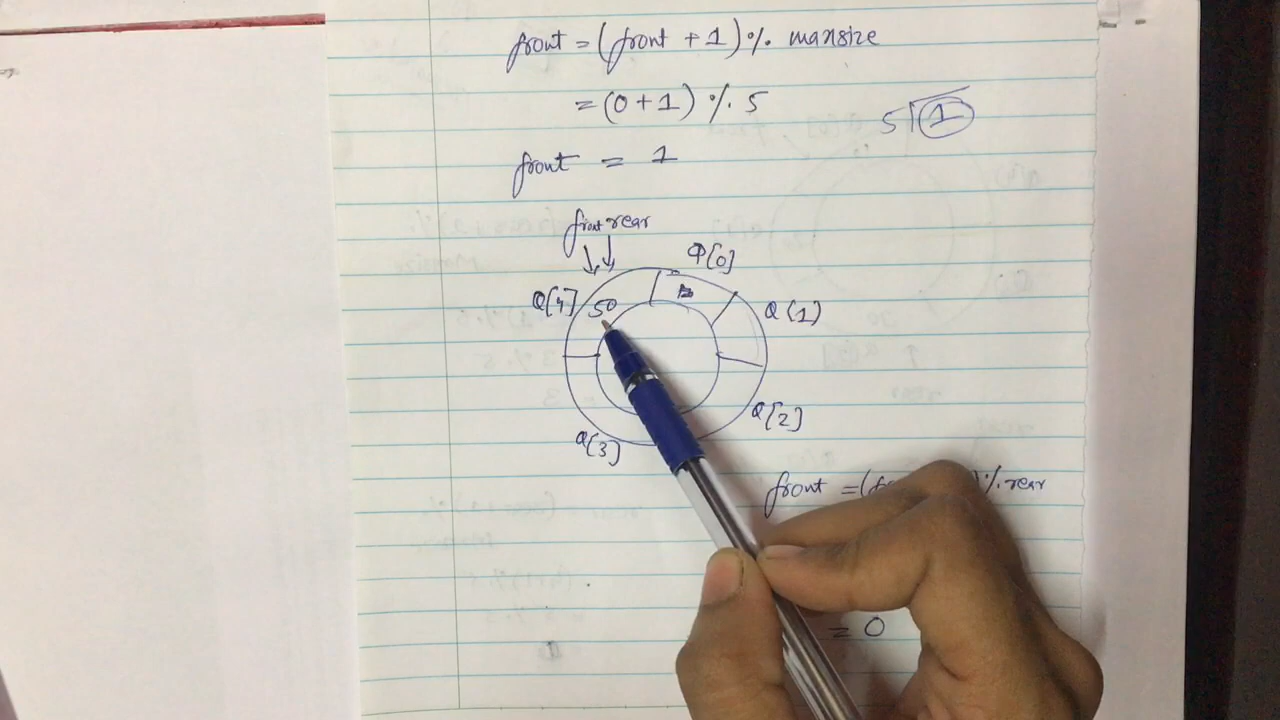 front = (front + 1) % maxsize
= (0 + 1) % 5
5 1
front = 1
front rear
Q[0]
Q[4] 50
Q(1)
Q[2]
Q[3]
front = ( % rear
= 0